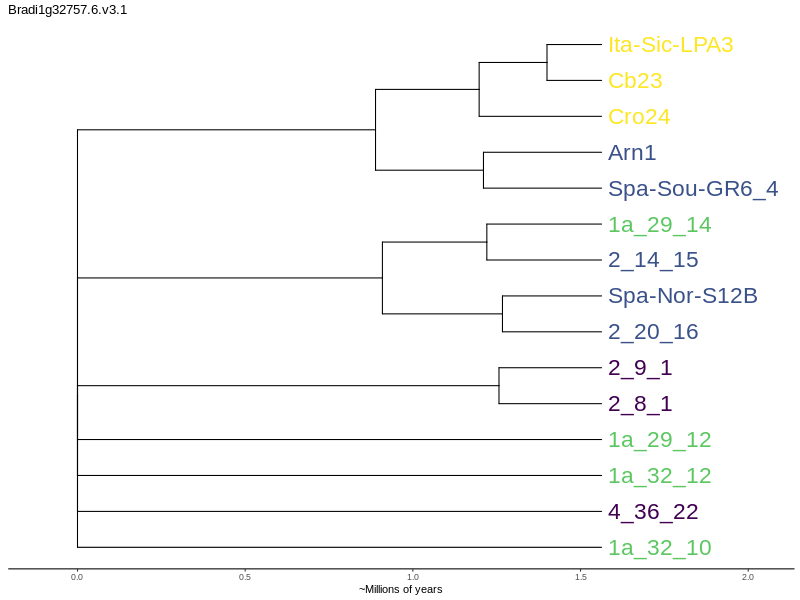 Bradi1g32757.6.v3.1
Ita-Sic-LPA3
Cb23
Cro24
Arn1
Spa-Sou-GR6_4
1a_29_14
2_14_15
Spa-Nor-S12B
2_20_16
2_9_1
2_8_1
1a_29_12
1a_32_12
4_36_22
1a_32_10
0.0 0.5 1.0 1.5 2.0
~Millions of years